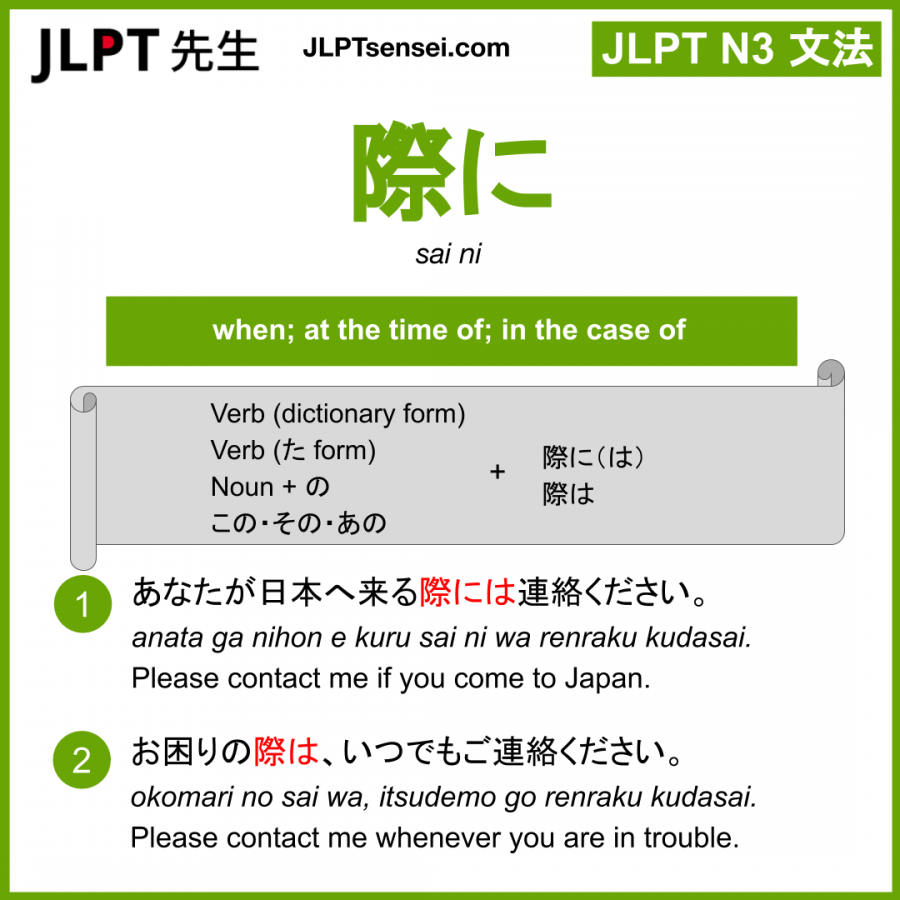 JLPT 先生
JLPTsensei.com
JLPT N3 文法
際に
sai ni
when; at the time of; in the case of
Verb (dictionary form)
Verb (た form)
Noun + の
この・その・あの
+
際に（は）
際は
1
あなたが日本へ来る際には連絡ください。
anata ga nihon e kuru sai ni wa renraku kudasai.
Please contact me if you come to Japan.
2
お困りの際は、いつでもご連絡ください。
okomari no sai wa, itsudemo go renraku kudasai.
Please contact me whenever you are in trouble.